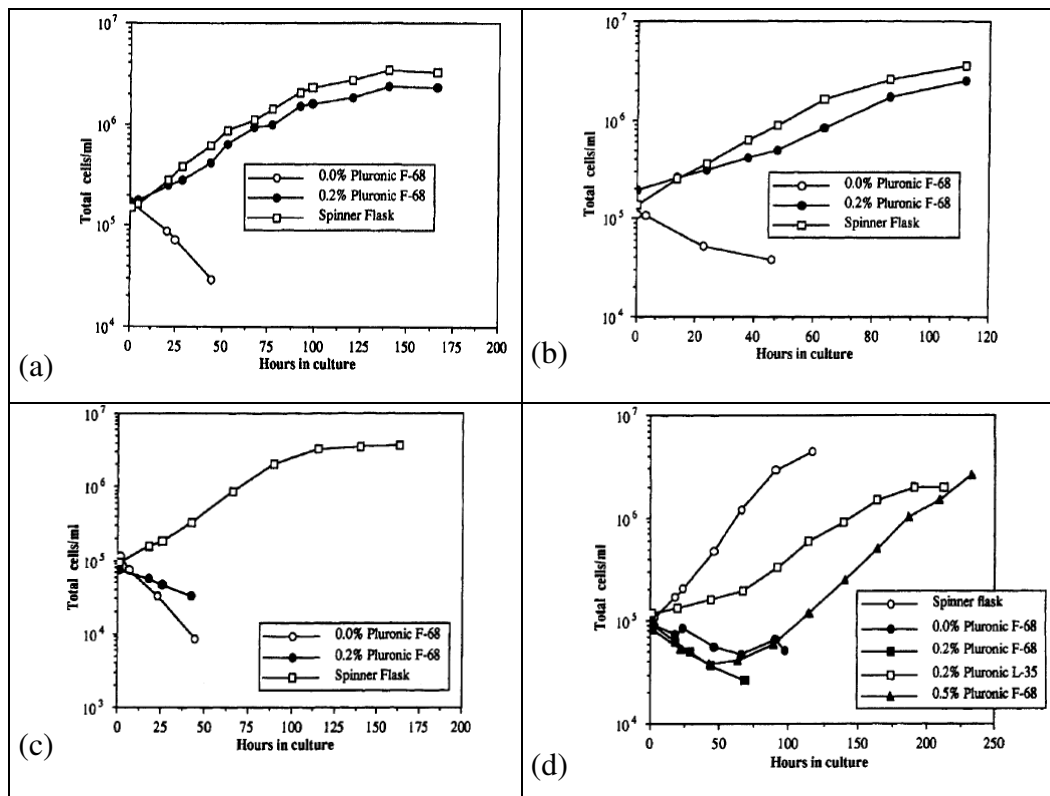 10^7
10^6
10^5
10^4
Total cells/ml
0 25 50 75 100 125 150 175 200
Hours in culture
0.0% Pluronic F-68
0.2% Pluronic F-68
Spinner Flask
(a)
10^7
10^6
10^5
10^4
Total cells/ml
0 20 40 60 80 100 120
Hours in culture
0.0% Pluronic F-68
0.2% Pluronic F-68
Spinner Flask
(b)
10^7
10^6
10^5
10^4
10^3
Total cells/ml
0 25 50 75 100 125 150 175 200
Hours in culture
0.0% Pluronic F-68
0.2% Pluronic F-68
Spinner Flask
(c)
10^7
10^6
10^5
10^4
Total cells/ml
0 50 100 150 200 250
Hours in culture
Spinner flask
0.0% Pluronic F-68
0.2% Pluronic F-68
0.2% Pluronic L-35
0.5% Pluronic F-68
(d)